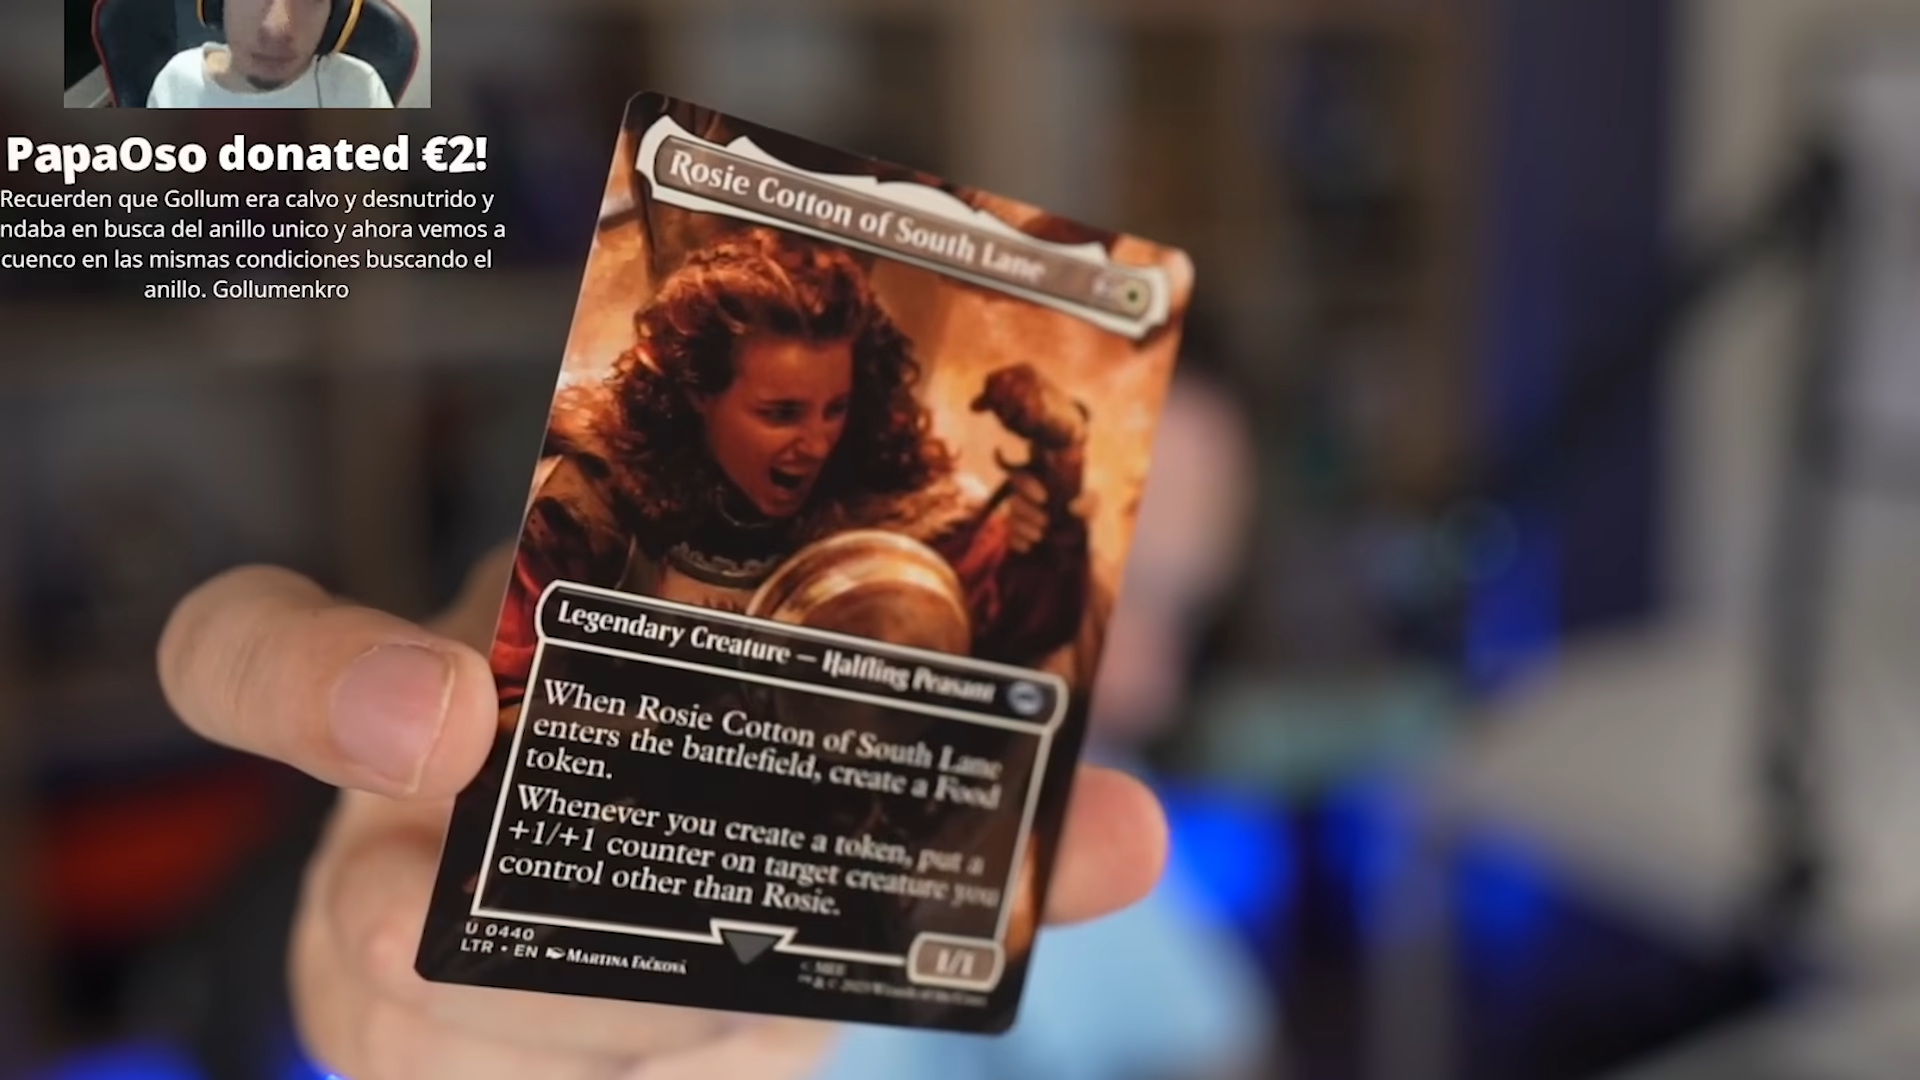 PapaOso donated €2!
Recuerden que Gollum era calvo y desnutrido y
ndaba en busca del anillo unico y ahora vemos a
cuenco en las mismas condiciones buscando el
anillo. Gollumenkro
Rosie Cotton of South Lane
Legendary Creature — Halfling Peasant
When Rosie Cotton of South Lane
enters the battlefield, create a Food
token.
Whenever you create a token, put a
+1/+1 counter on target creature you
control other than Rosie.
1/1
U 0440
LTR • EN MARTINA FAČKOVÁ